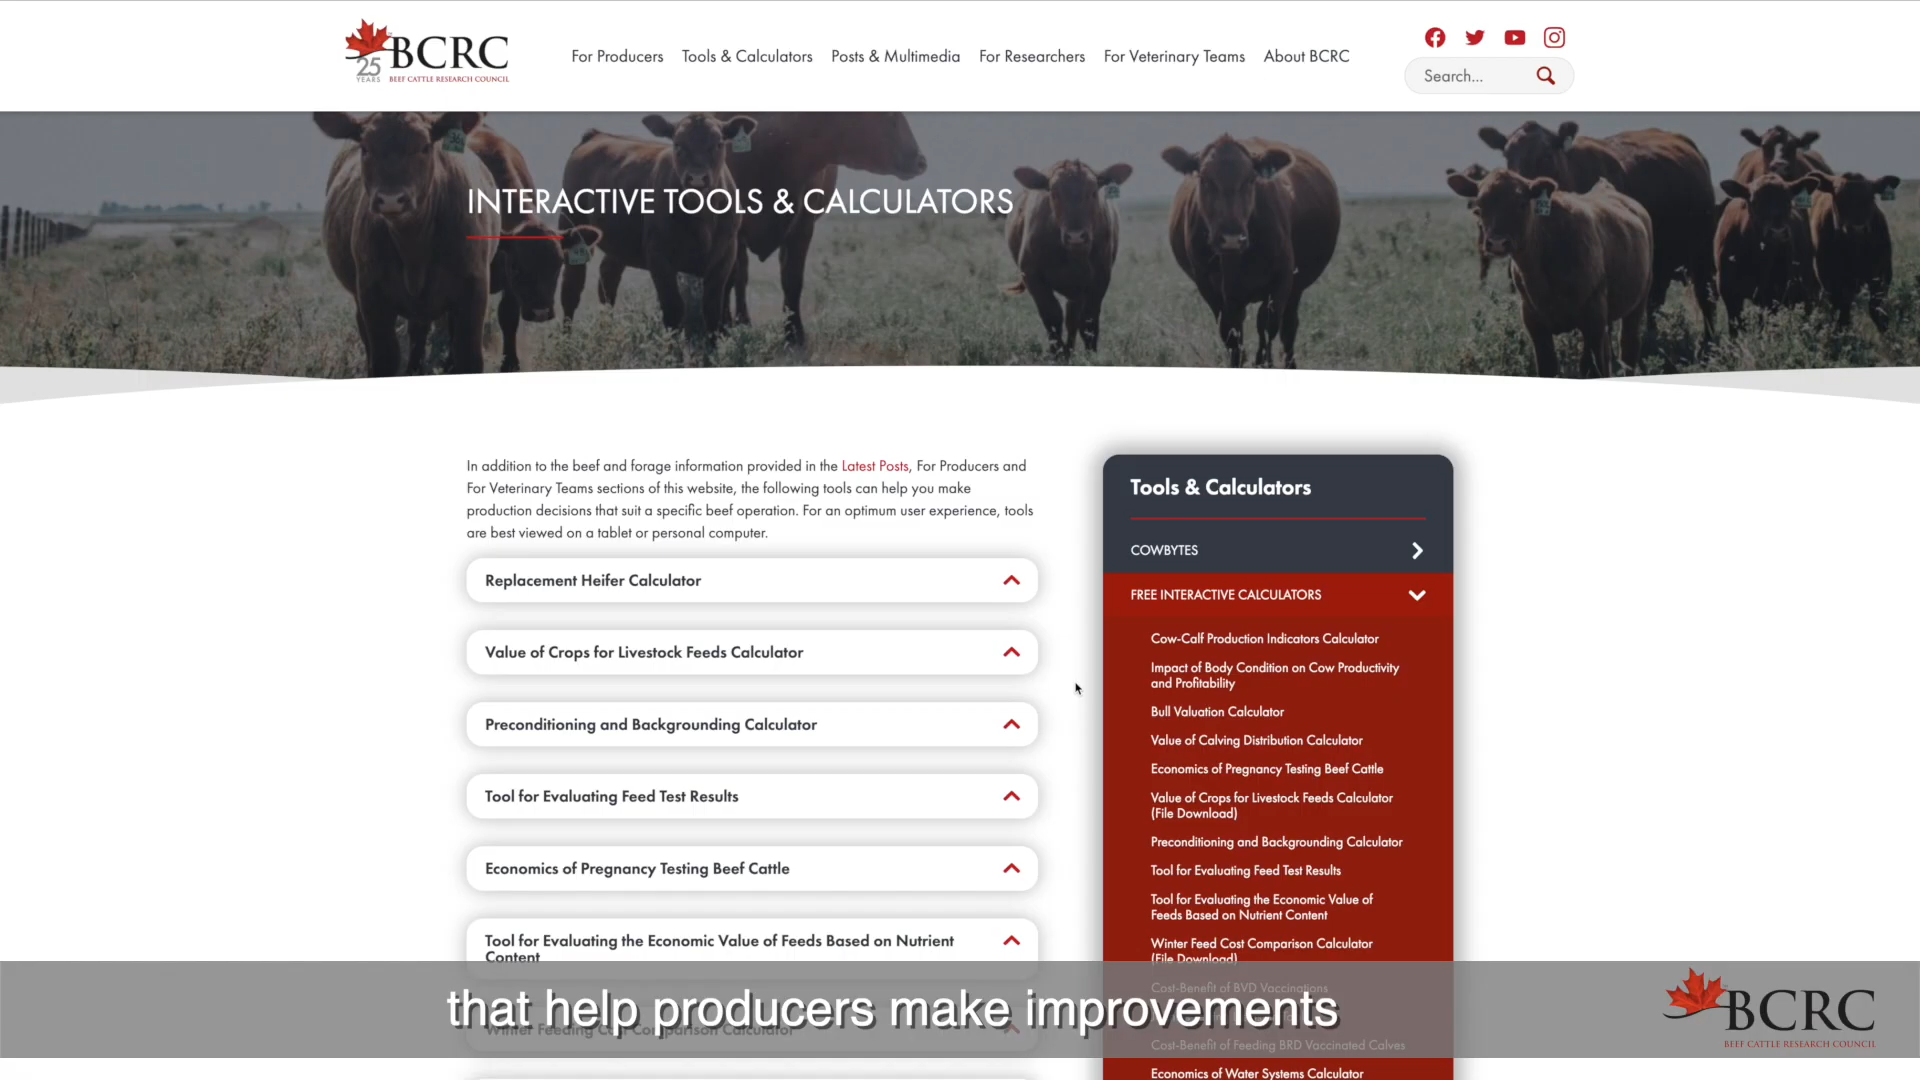 BCRC
25
YEARS
BEEF CATTLE RESEARCH COUNCIL
For Producers Tools & Calculators Posts & Multimedia For Researchers For Veterinary Teams About BCRC
Search...
INTERACTIVE TOOLS & CALCULATORS
In addition to the beef and forage information provided in the Latest Posts, For Producers and
For Veterinary Teams sections of this website, the following tools can help you make
production decisions that suit a specific beef operation. For an optimum user experience, tools
are best viewed on a tablet or personal computer.
Replacement Heifer Calculator
Value of Crops for Livestock Feeds Calculator
Preconditioning and Backgrounding Calculator
Tool for Evaluating Feed Test Results
Economics of Pregnancy Testing Beef Cattle
Tool for Evaluating the Economic Value of Feeds Based on Nutrient
Content
Winter Feeding Cost Comparison Calculator
Tools & Calculators
COWBYTES
FREE INTERACTIVE CALCULATORS
Cow-Calf Production Indicators Calculator
Impact of Body Condition on Cow Productivity
and Profitability
Bull Valuation Calculator
Value of Calving Distribution Calculator
Economics of Pregnancy Testing Beef Cattle
Value of Crops for Livestock Feeds Calculator
(File Download)
Preconditioning and Backgrounding Calculator
Tool for Evaluating Feed Test Results
Tool for Evaluating the Economic Value of
Feeds Based on Nutrient Content
Winter Feed Cost Comparison Calculator
(File Download)
Cost-Benefit of BVD Vaccinations
Cost-Benefit of Feeding BRD Vaccinated Calves
Economics of Water Systems Calculator
that help producers make improvements
BCRC
BEEF CATTLE RESEARCH COUNCIL